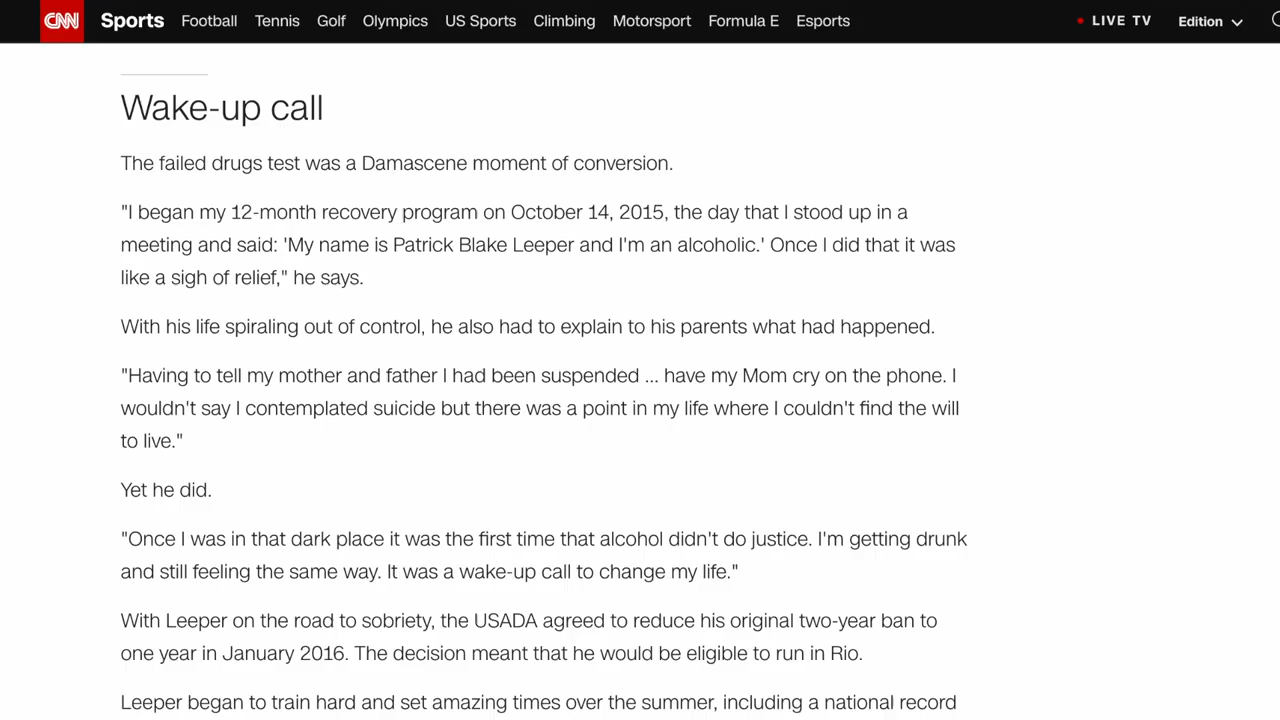 CNN Sports Football Tennis Golf Olympics US Sports Climbing Motorsport Formula E Esports LIVE TV Edition
Wake-up call
The failed drugs test was a Damascene moment of conversion.
"I began my 12-month recovery program on October 14, 2015, the day that I stood up in a
meeting and said: 'My name is Patrick Blake Leeper and I'm an alcoholic.' Once I did that it was
like a sigh of relief," he says.
With his life spiraling out of control, he also had to explain to his parents what had happened.
"Having to tell my mother and father I had been suspended ... have my Mom cry on the phone. I
wouldn't say I contemplated suicide but there was a point in my life where I couldn't find the will
to live."
Yet he did.
"Once I was in that dark place it was the first time that alcohol didn't do justice. I'm getting drunk
and still feeling the same way. It was a wake-up call to change my life."
With Leeper on the road to sobriety, the USADA agreed to reduce his original two-year ban to
one year in January 2016. The decision meant that he would be eligible to run in Rio.
Leeper began to train hard and set amazing times over the summer, including a national record